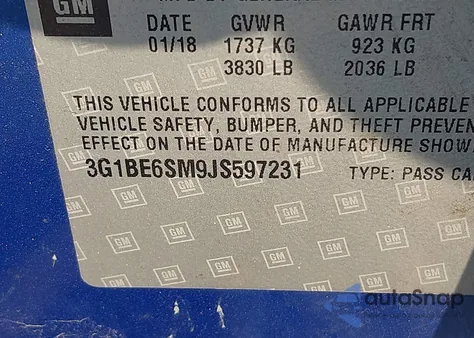 GM
DATE GVWR GAWR FRT
01/18 1737 KG 923 KG
3830 LB 2036 LB
THIS VEHICLE CONFORMS TO ALL APPLICABLE
VEHICLE SAFETY, BUMPER, AND THEFT PREVEN
EFFECT ON THE DATE OF MANUFACTURE SHOW
3G1BE6SM9JS597231 TYPE: PASS CA
autoSnap